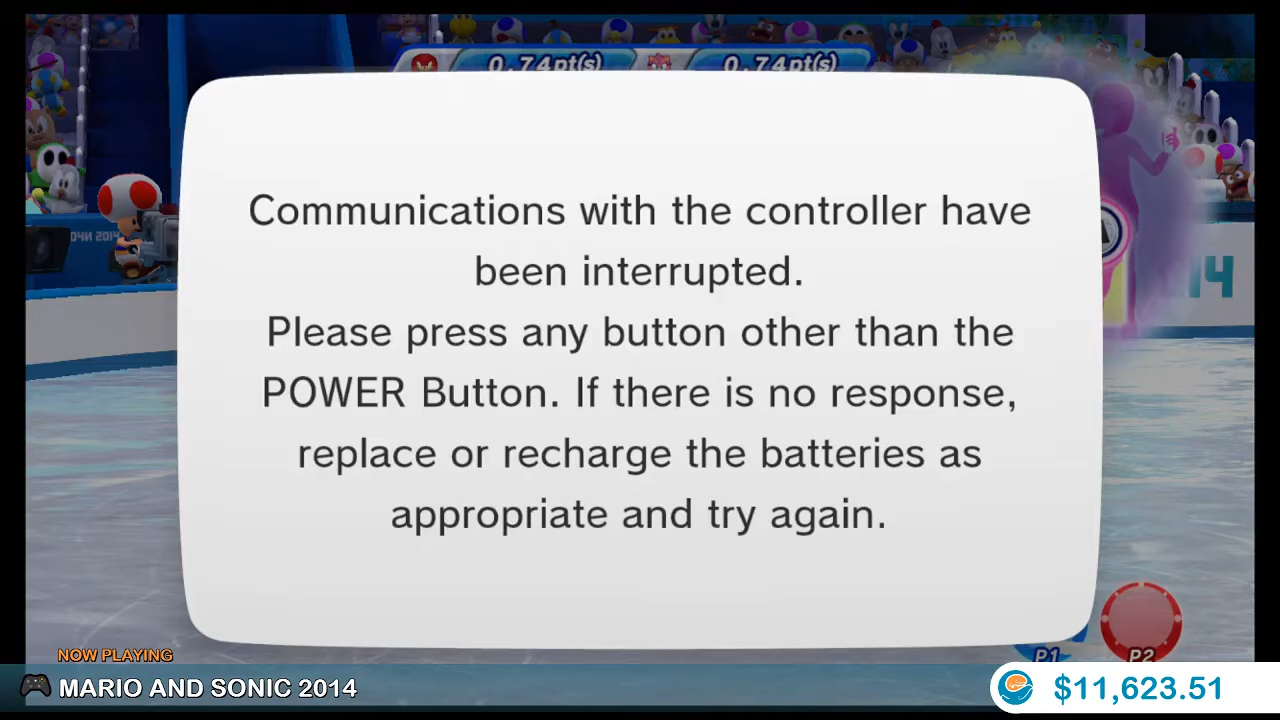 0.74pt(s) 0.74pt(s)
Communications with the controller have
been interrupted.
Please press any button other than the
POWER Button. If there is no response,
replace or recharge the batteries as
appropriate and try again.
14
P1 P2
NOW PLAYING
MARIO AND SONIC 2014
$11,623.51